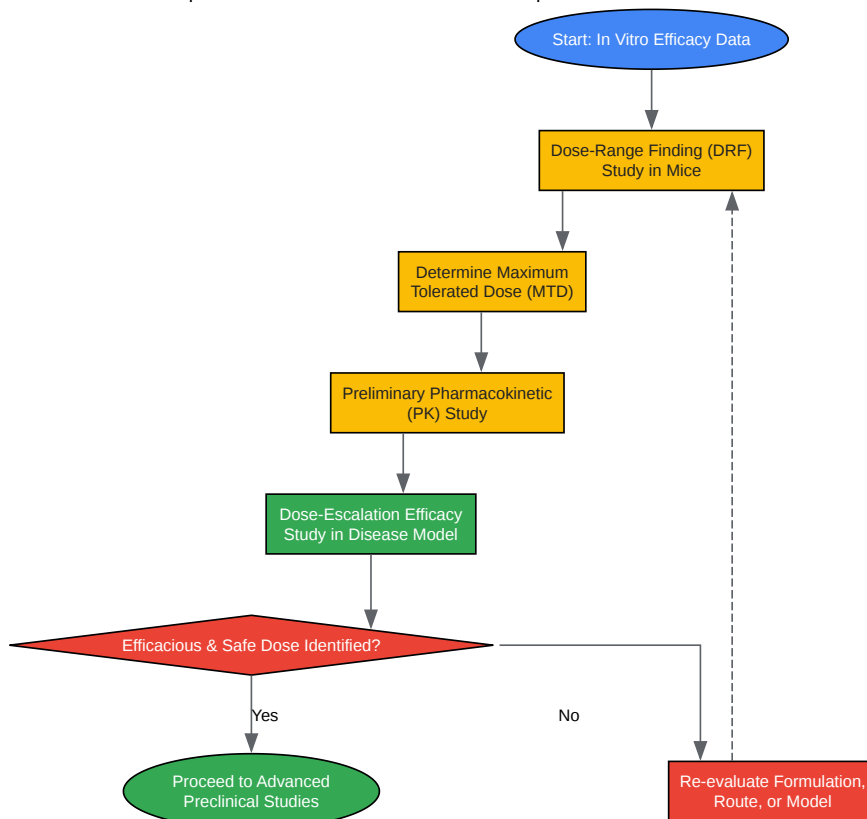 Start: In Vitro Efficacy Data
Dose-Range Finding (DRF)
Study in Mice
Determine Maximum
Tolerated Dose (MTD)
Preliminary Pharmacokinetic
(PK) Study
Dose-Escalation Efficacy
Study in Disease Model
Efficacious & Safe Dose Identified?
Yes
No
Proceed to Advanced
Preclinical Studies
Re-evaluate Formulation,
Route, or Model